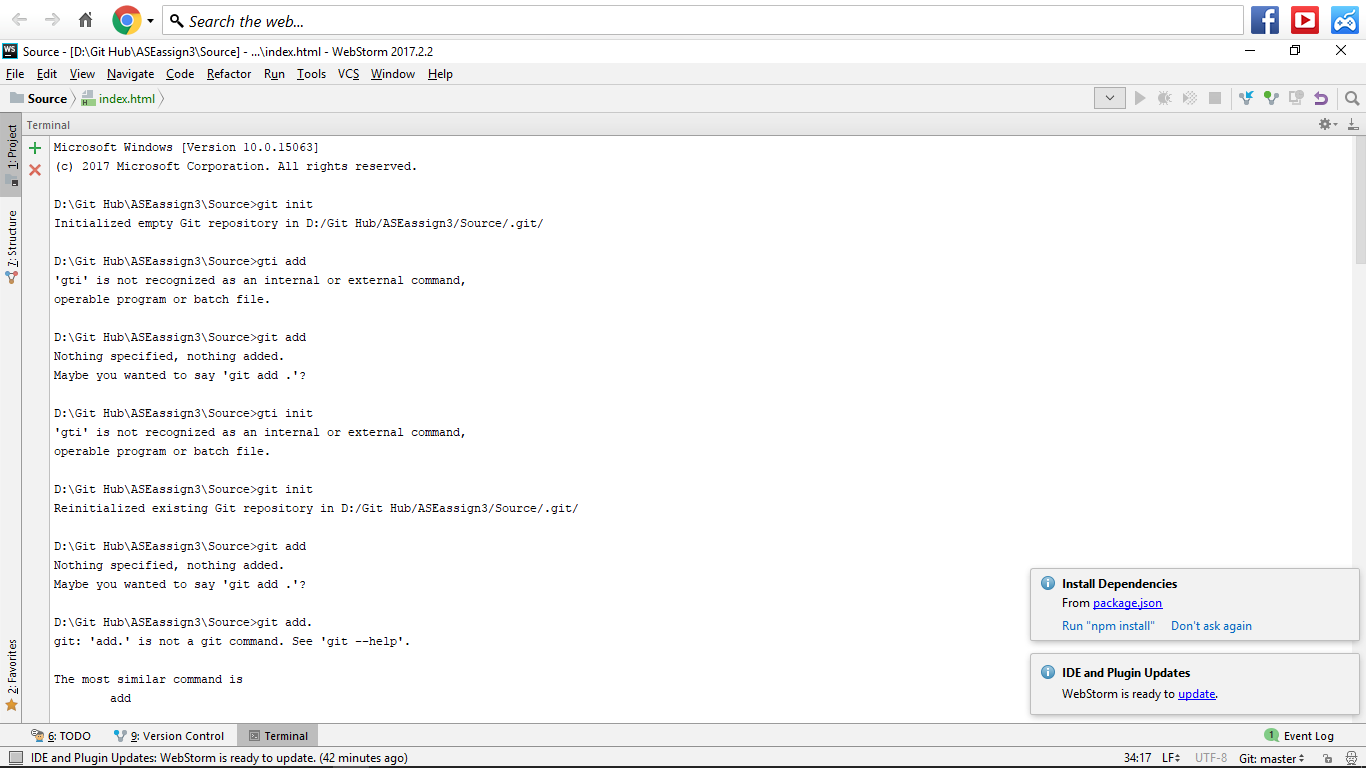 Search the web...
WS Source - [D:\Git Hub\ASEassign3\Source] - ...\index.html - WebStorm 2017.2.2
File Edit View Navigate Code Refactor Run Tools VCS Window Help
Source index.html
Terminal
1: Project
7: Structure
2: Favorites
Microsoft Windows [Version 10.0.15063]
(c) 2017 Microsoft Corporation. All rights reserved.
D:\Git Hub\ASEassign3\Source>git init
Initialized empty Git repository in D:/Git Hub/ASEassign3/Source/.git/
D:\Git Hub\ASEassign3\Source>gti add
'gti' is not recognized as an internal or external command,
operable program or batch file.
D:\Git Hub\ASEassign3\Source>git add
Nothing specified, nothing added.
Maybe you wanted to say 'git add .'?
D:\Git Hub\ASEassign3\Source>gti init
'gti' is not recognized as an internal or external command,
operable program or batch file.
D:\Git Hub\ASEassign3\Source>git init
Reinitialized existing Git repository in D:/Git Hub/ASEassign3/Source/.git/
D:\Git Hub\ASEassign3\Source>git add
Nothing specified, nothing added.
Maybe you wanted to say 'git add .'?
D:\Git Hub\ASEassign3\Source>git add.
git: 'add.' is not a git command. See 'git --help'.
The most similar command is
add
Install Dependencies
From package.json
Run "npm install" Don't ask again
IDE and Plugin Updates
WebStorm is ready to update.
6: TODO 9: Version Control Terminal 1 Event Log
IDE and Plugin Updates: WebStorm is ready to update. (42 minutes ago) 34:17 LF UTF-8 Git: master